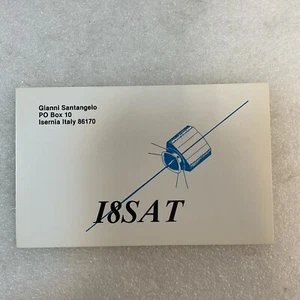 Gianni Santangelo
PO Box 10
Isernia Italy 86170
I8SAT